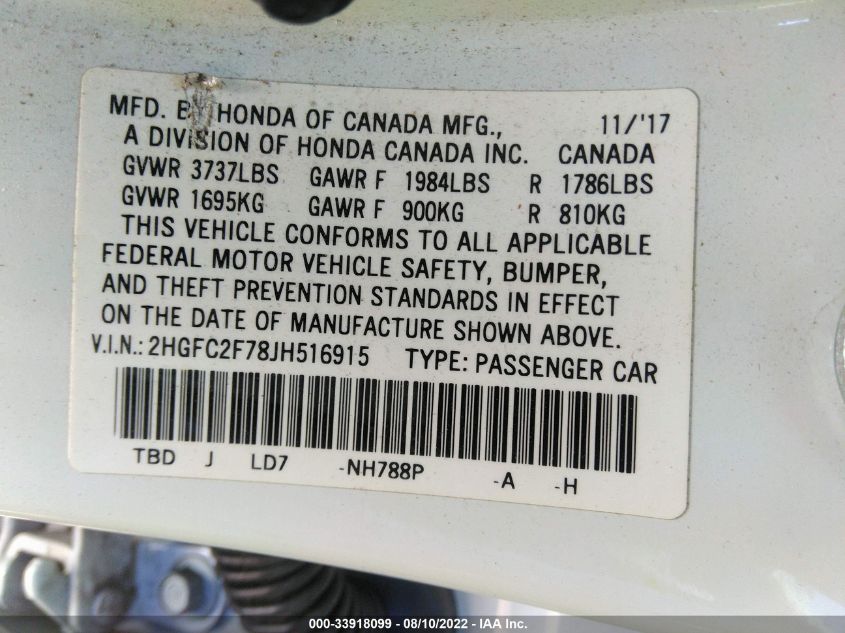 MFD. BY HONDA OF CANADA MFG., 11/'17
A DIVISION OF HONDA CANADA INC. CANADA
GVWR 3737LBS GAWR F 1984LBS R 1786LBS
GVWR 1695KG GAWR F 900KG R 810KG
THIS VEHICLE CONFORMS TO ALL APPLICABLE
FEDERAL MOTOR VEHICLE SAFETY, BUMPER,
AND THEFT PREVENTION STANDARDS IN EFFECT
ON THE DATE OF MANUFACTURE SHOWN ABOVE.
V.I.N.: 2HGFC2F78JH516915 TYPE: PASSENGER CAR
TBD J LD7 -NH788P -A -H
000-33918099 - 08/10/2022 - IAA Inc.